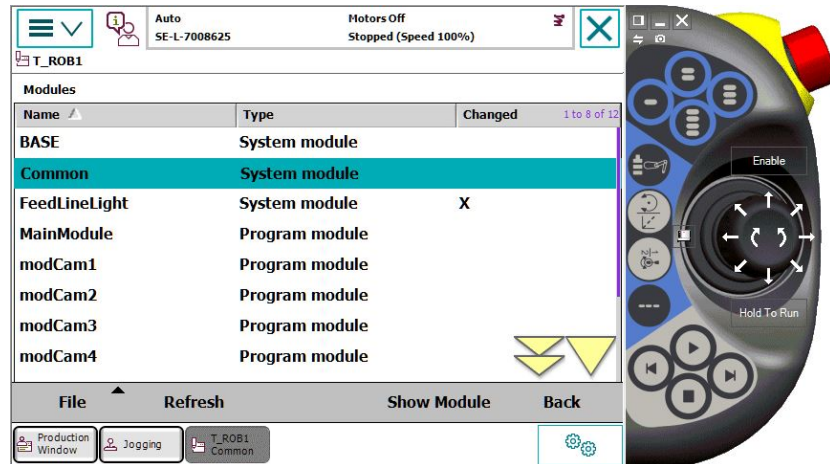 Auto
SE-L-7008625
Motors Off
Stopped (Speed 100%)
T_ROB1
Modules
Name Type Changed 1 to 8 of 12
BASE System module
Common System module
FeedLineLight System module X
MainModule Program module
modCam1 Program module
modCam2 Program module
modCam3 Program module
modCam4 Program module
File Refresh Show Module Back
Production
Window
Jogging
T_ROB1
Common
Enable
Hold To Run